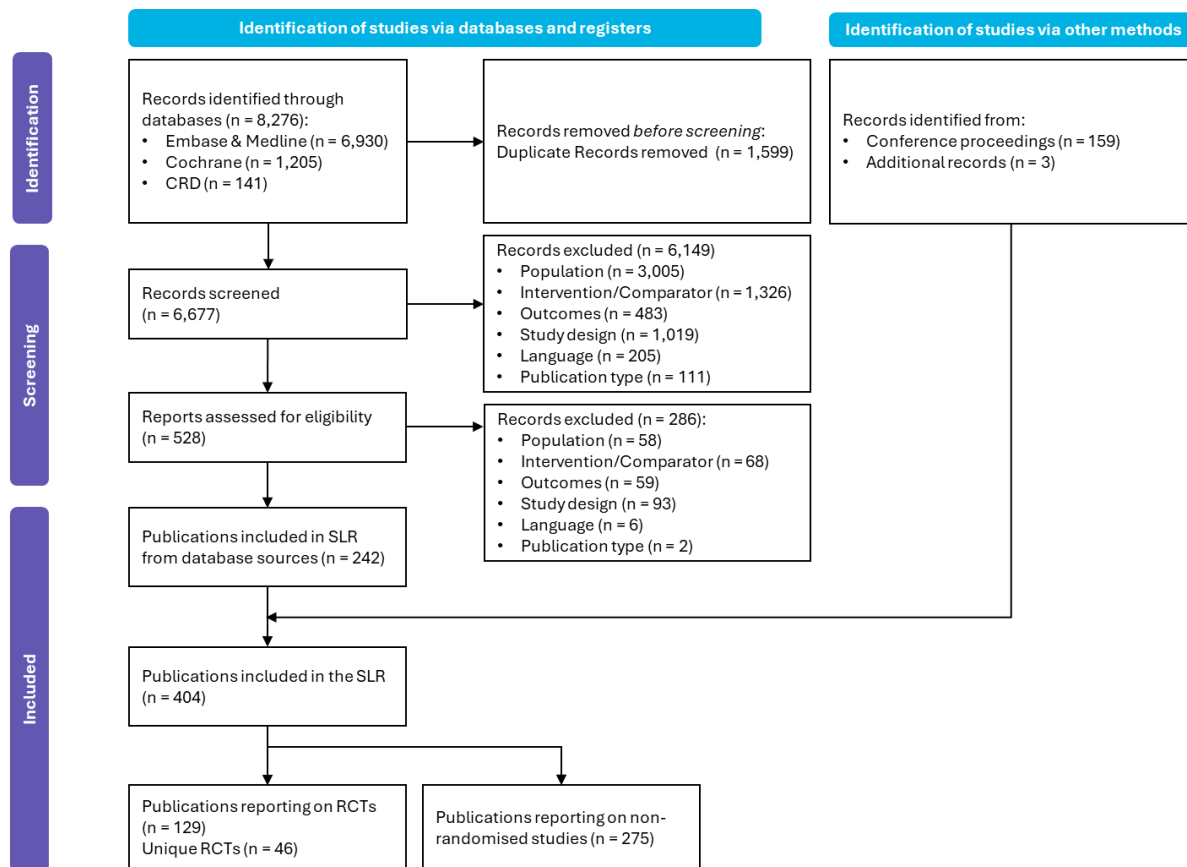 Identification of studies via databases and registers
Identification of studies via other methods
Identification
Records identified through
databases (n = 8,276):
• Embase & Medline (n = 6,930)
• Cochrane (n = 1,205)
• CRD (n = 141)
Records removed before screening:
Duplicate Records removed (n = 1,599)
Records identified from:
• Conference proceedings (n = 159)
• Additional records (n = 3)
Screening
Records screened
(n = 6,677)
Records excluded (n = 6,149)
• Population (n = 3,005)
• Intervention/Comparator (n = 1,326)
• Outcomes (n = 483)
• Study design (n = 1,019)
• Language (n = 205)
• Publication type (n = 111)
Reports assessed for eligibility
(n = 528)
Records excluded (n = 286):
• Population (n = 58)
• Intervention/Comparator (n = 68)
• Outcomes (n = 59)
• Study design (n = 93)
• Language (n = 6)
• Publication type (n = 2)
Included
Publications included in SLR
from database sources (n = 242)
Publications included in the SLR
(n = 404)
Publications reporting on RCTs
(n = 129)
Unique RCTs (n = 46)
Publications reporting on non-
randomised studies (n = 275)